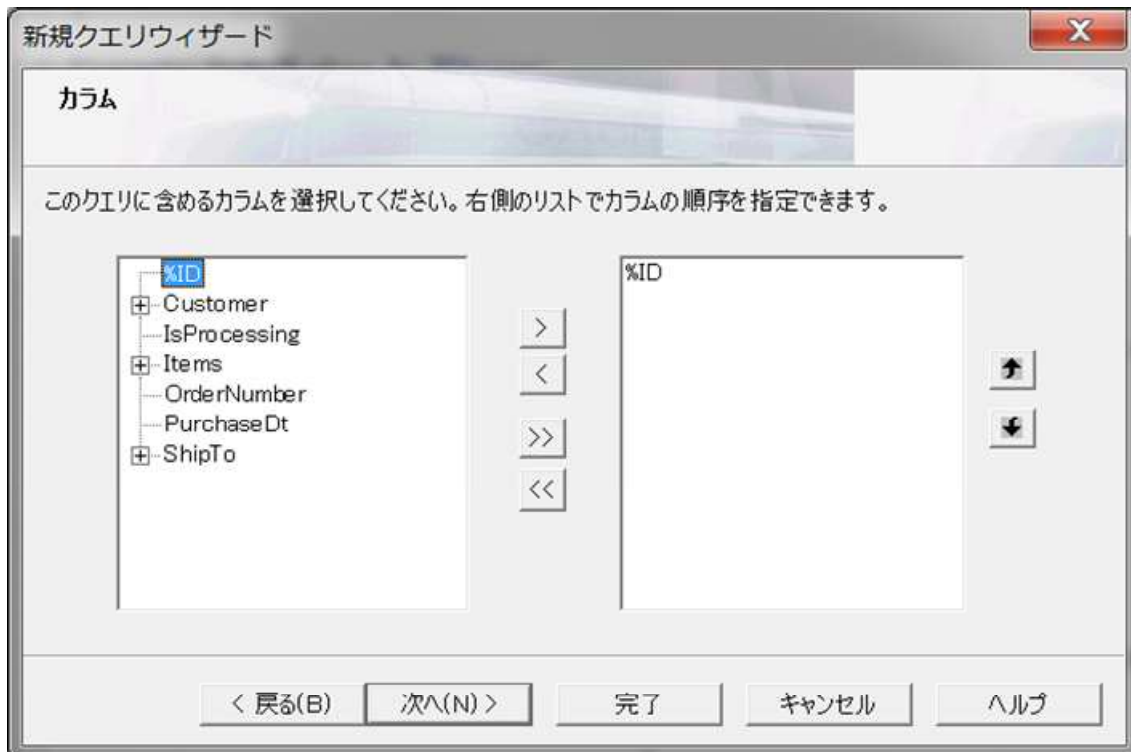 新規クエリウィザード
カラム
このクエリに含めるカラムを選択してください。右側のリストでカラムの順序を指定できます。
%ID
Customer
IsProcessing
Items
OrderNumber
PurchaseDt
ShipTo
>
<
>>
<<
%ID
< 戻る(B)
次へ(N) >
完了
キャンセル
ヘルプ